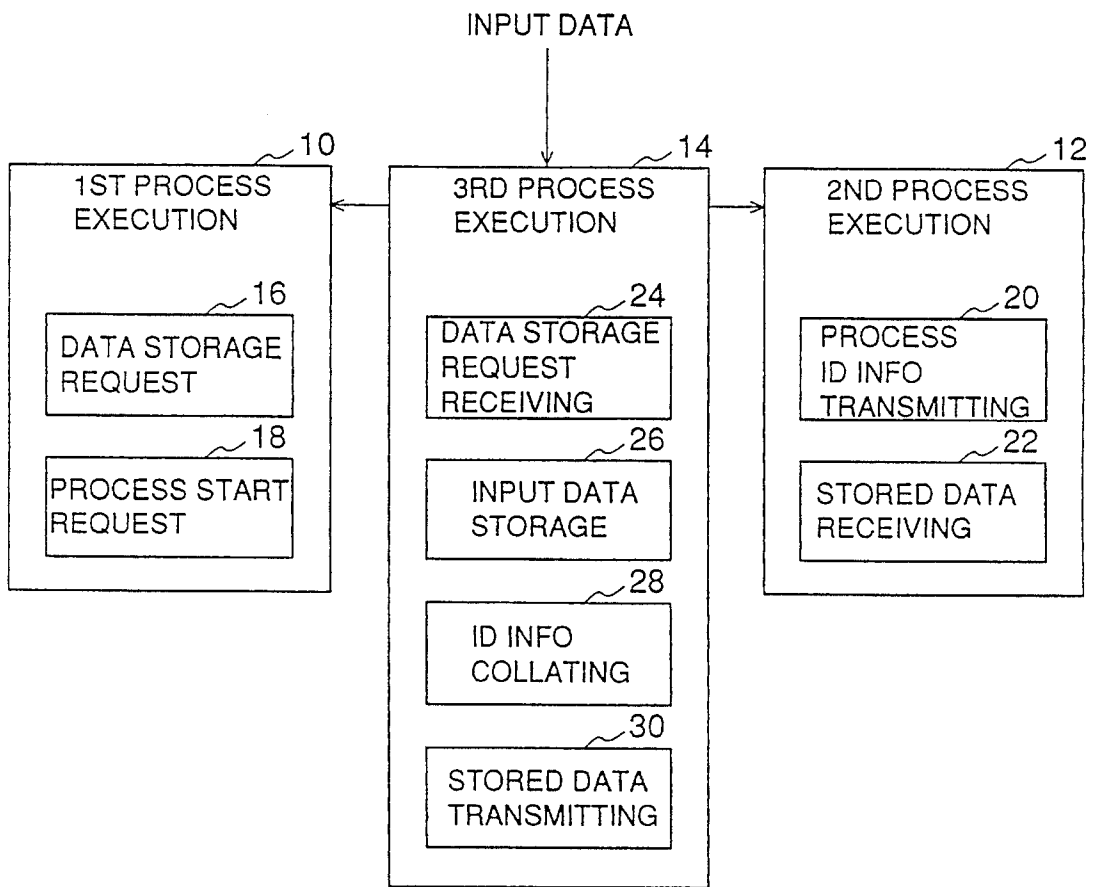 INPUT DATA
10
1ST PROCESS
EXECUTION
16
DATA STORAGE
REQUEST
18
PROCESS START
REQUEST
14
3RD PROCESS
EXECUTION
24
DATA STORAGE
REQUEST
RECEIVING
26
INPUT DATA
STORAGE
28
ID INFO
COLLATING
30
STORED DATA
TRANSMITTING
12
2ND PROCESS
EXECUTION
20
PROCESS
ID INFO
TRANSMITTING
22
STORED DATA
RECEIVING